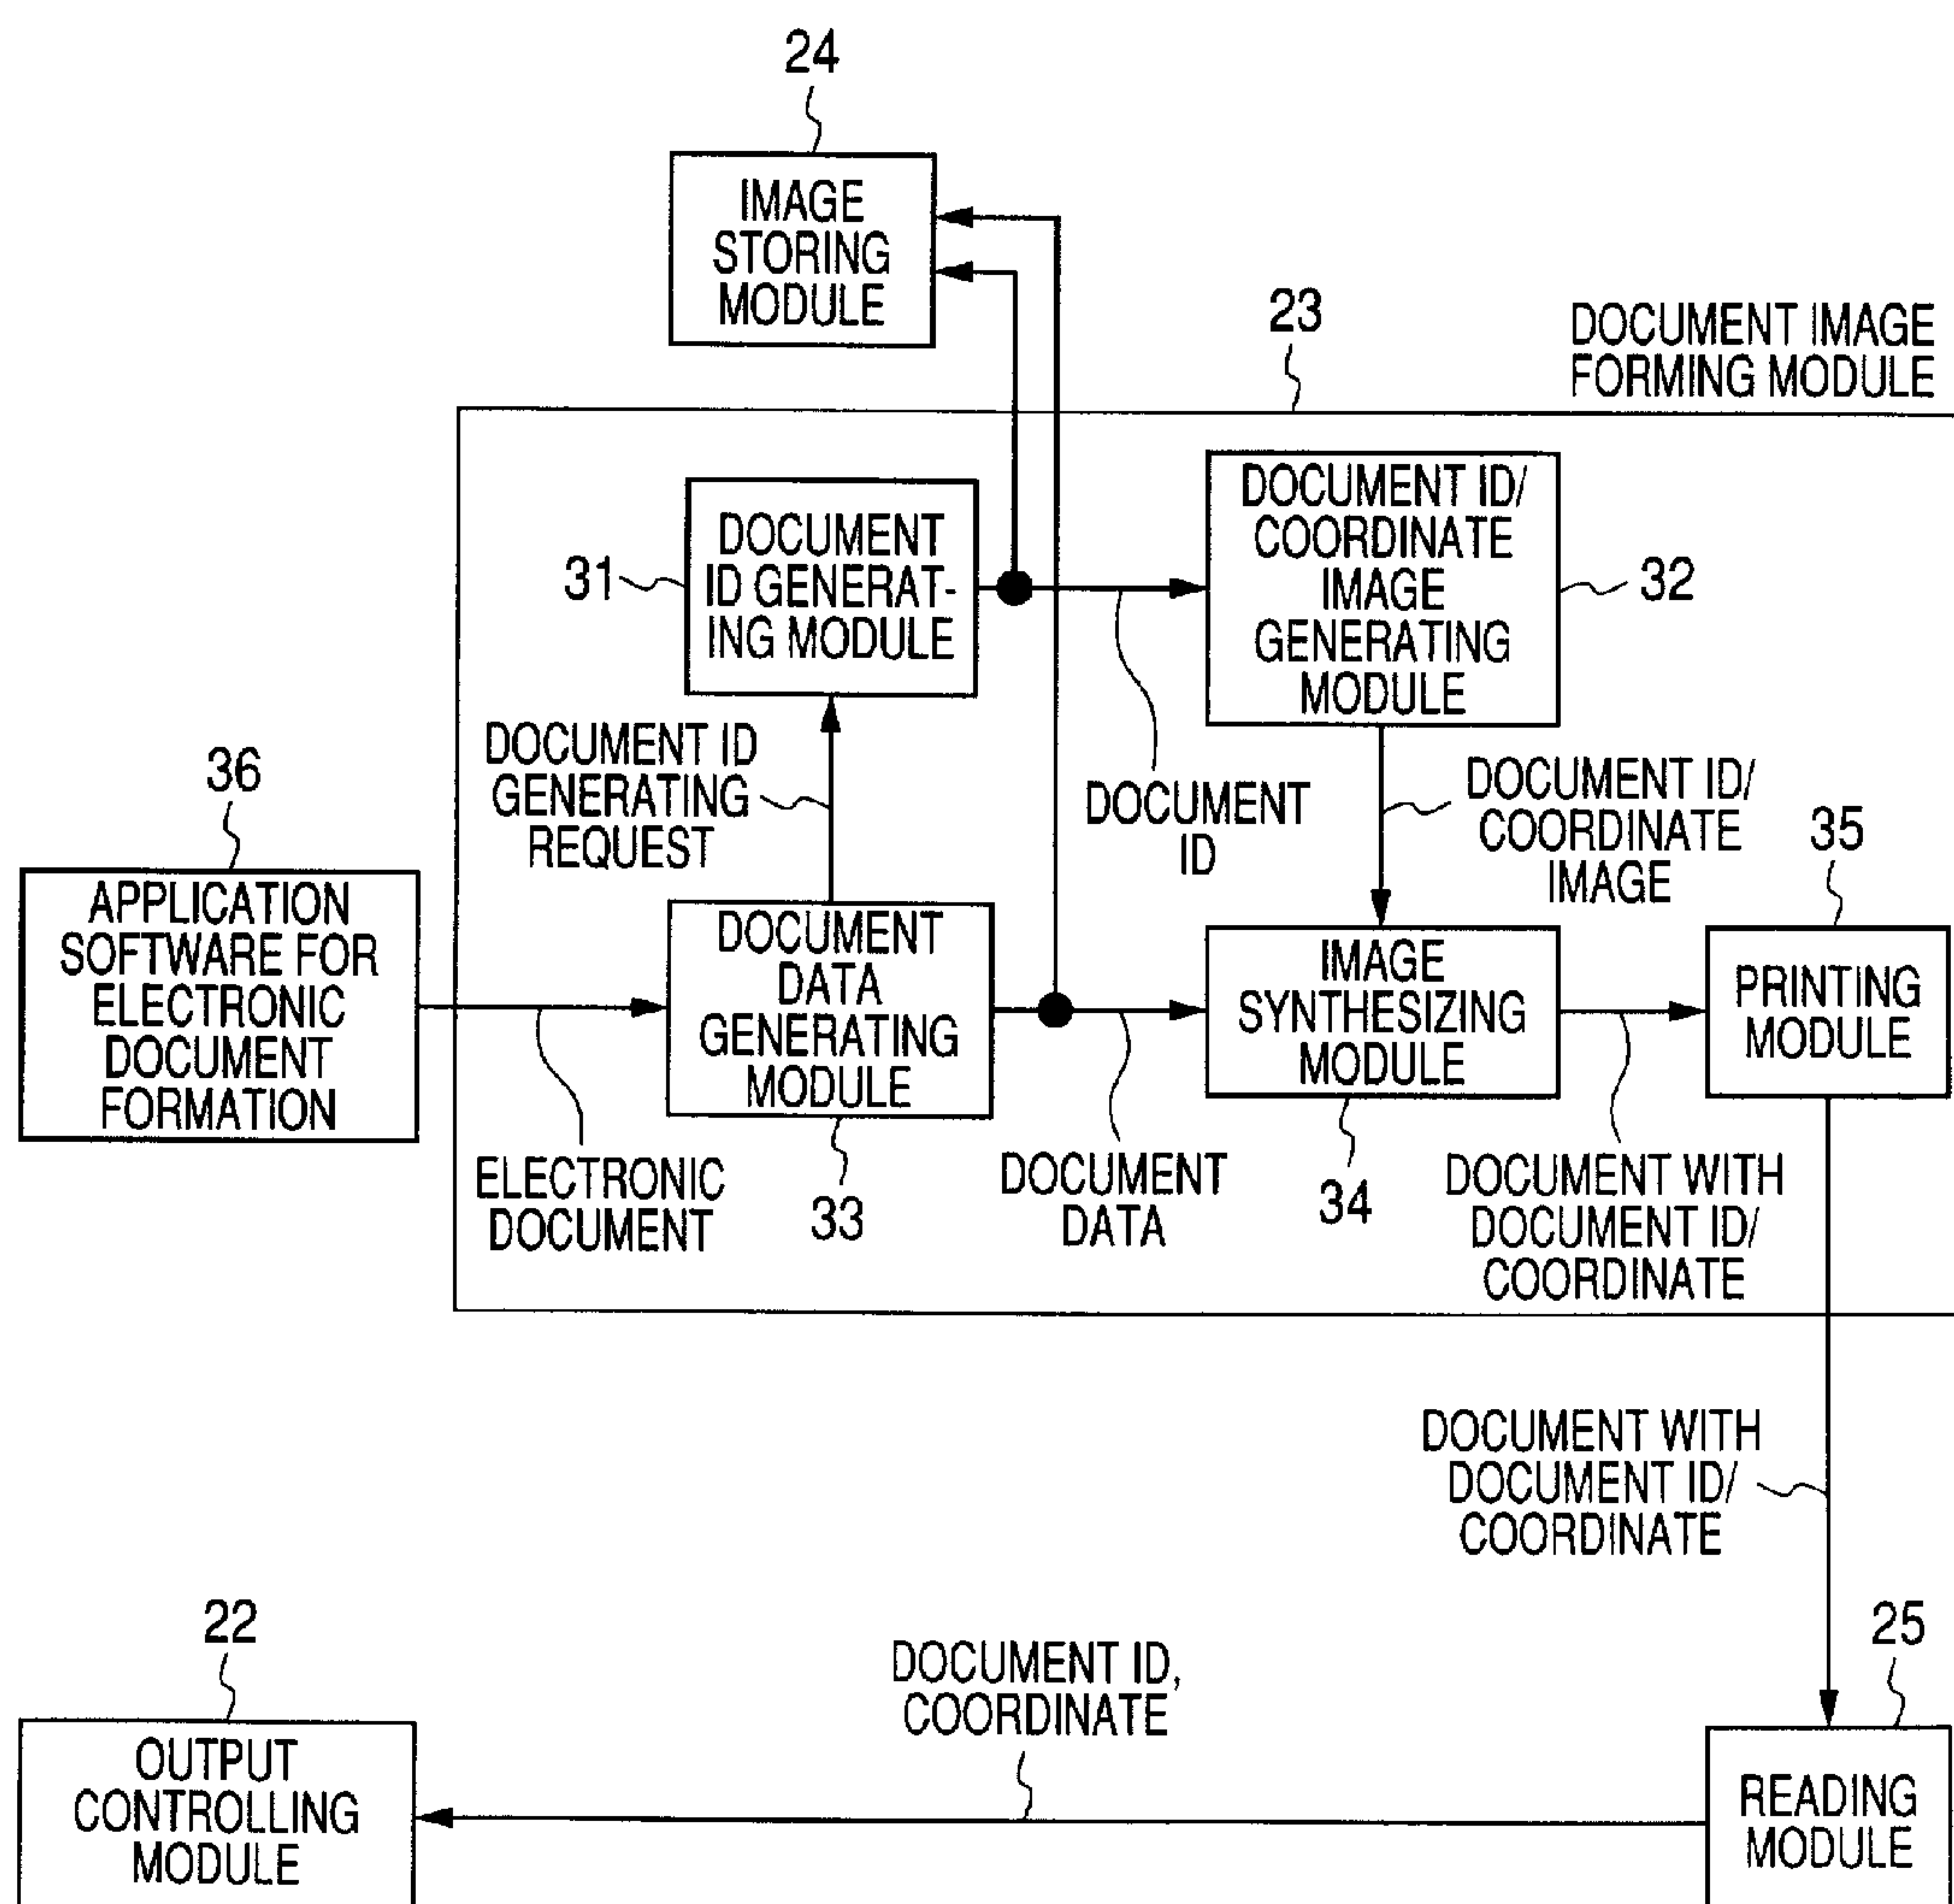 24
IMAGE
STORING
MODULE
23
DOCUMENT IMAGE
FORMING MODULE
31
DOCUMENT
ID GENERAT-
ING MODULE
DOCUMENT ID/
COORDINATE
IMAGE
GENERATING
MODULE
32
DOCUMENT ID
GENERATING
REQUEST
DOCUMENT
ID
DOCUMENT ID/
COORDINATE
IMAGE
36
APPLICATION
SOFTWARE FOR
ELECTRONIC
DOCUMENT
FORMATION
DOCUMENT
DATA
GENERATING
MODULE
IMAGE
SYNTHESIZING
MODULE
35
PRINTING
MODULE
ELECTRONIC
DOCUMENT
33
DOCUMENT
DATA
34
DOCUMENT WITH
DOCUMENT ID/
COORDINATE
DOCUMENT WITH
DOCUMENT ID/
COORDINATE
22
OUTPUT
CONTROLLING
MODULE
DOCUMENT ID,
COORDINATE
25
READING
MODULE